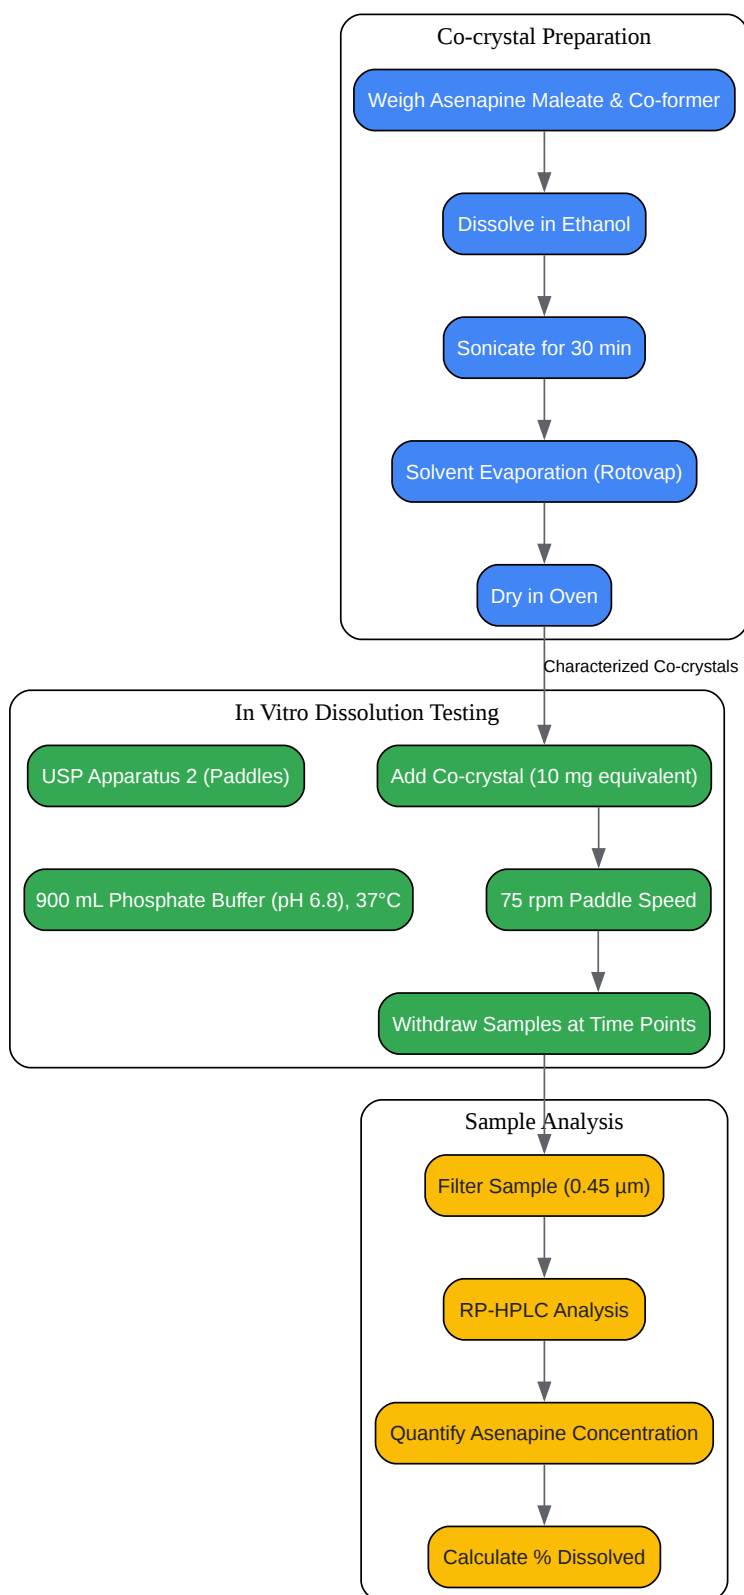 Co-crystal Preparation
Weigh Asenapine Maleate & Co-former
Dissolve in Ethanol
Sonicate for 30 min
Solvent Evaporation (Rotovap)
Dry in Oven
Characterized Co-crystals
In Vitro Dissolution Testing
USP Apparatus 2 (Paddles)
Add Co-crystal (10 mg equivalent)
900 mL Phosphate Buffer (pH 6.8), 37°C
75 rpm Paddle Speed
Withdraw Samples at Time Points
Sample Analysis
Filter Sample (0.45 µm)
RP-HPLC Analysis
Quantify Asenapine Concentration
Calculate % Dissolved